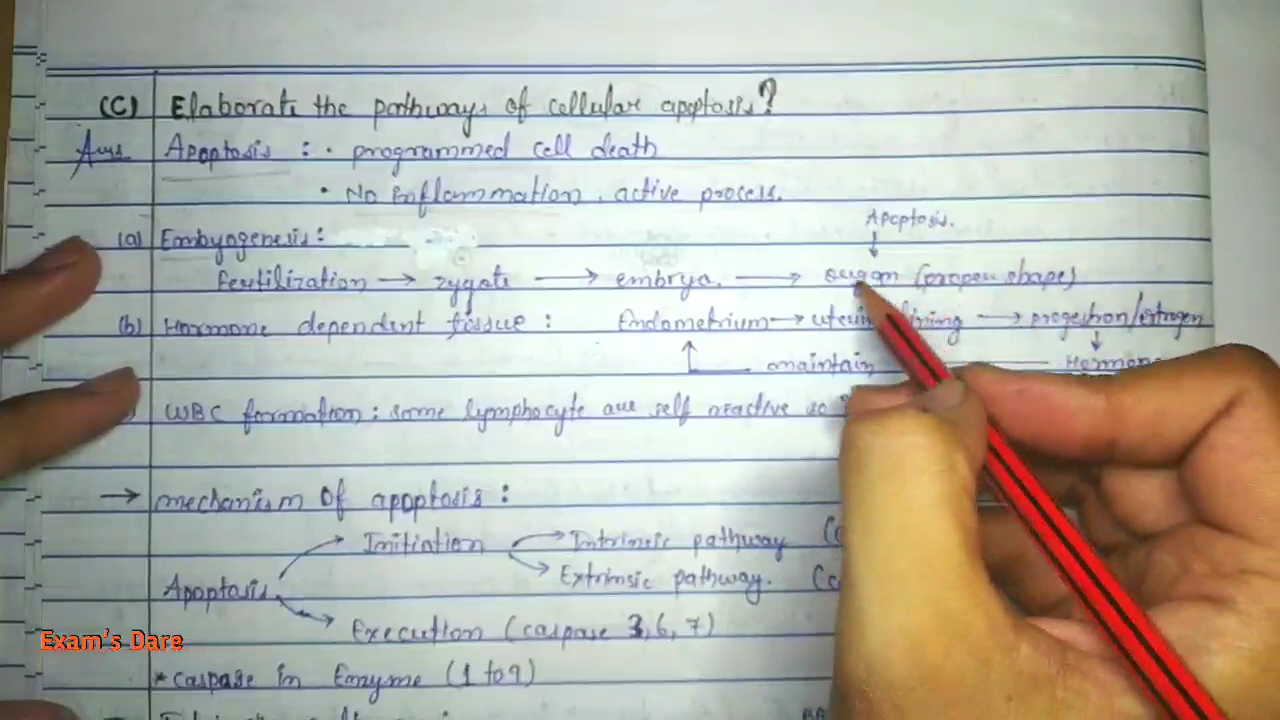 (C) Elaborate the pathways of cellular apoptosis?
Ans Apoptosis : • programmed cell death
• No inflammation, active process.
Apoptosis.
(a) Embyogenesis:
Fertilization → zygote → embryo. → organ (proper shape)
(b) Hormone dependent tissue : Endometrium → uterine lining → progestron/estrogen
maintain Hormone
WBC formation : some lymphocyte are self reactive so
→ mechanism of apoptosis :
Initiation Intrinsic pathway
Apoptosis Extrinsic pathway.
Execution (caspase 3, 6, 7)
Exam's Dare
* caspase in Enzyme (1 to 9)